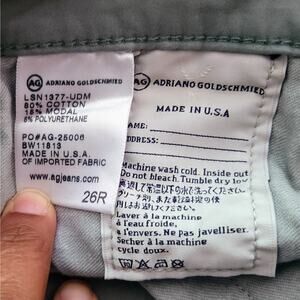 AG ADRIANO GOLDSCHMIED
LSN1377-UDM
80% COTTON
15% MODAL
5% POLYURETHANE
PO#AG-25006
BW11813
MADE IN U.S.A.
OF IMPORTED FABRIC
www.agjeans.com
26R
AG ADRIANO GOLDSCHMIED
MADE IN U.S.A
NAME:
ADDRESS:
Machine wash cold. Inside out
Do not bleach. Tumble dry low
Laver à la machine
à l'eau froide,
à l'envers. Ne pas javelliser.
Sécher à la machine
cycle doux.